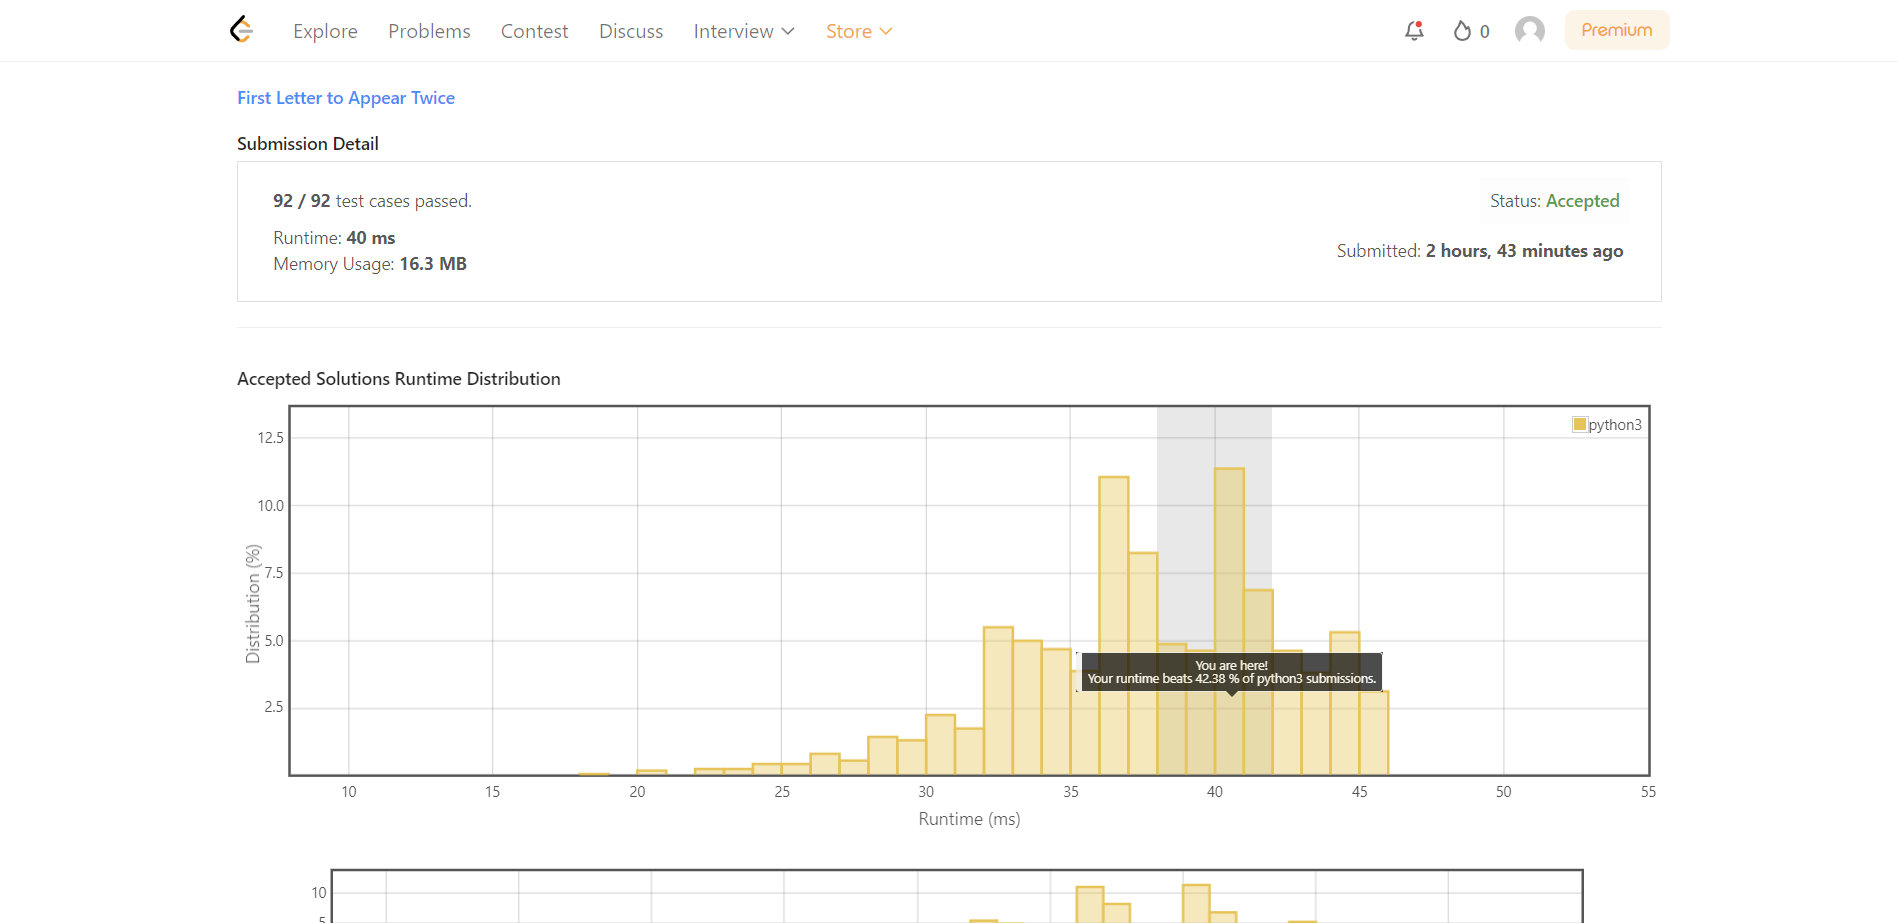 Explore Problems Contest Discuss Interview Store 0 Premium
First Letter to Appear Twice
Submission Detail
92 / 92 test cases passed.
Status: Accepted
Runtime: 40 ms
Submitted: 2 hours, 43 minutes ago
Memory Usage: 16.3 MB
Accepted Solutions Runtime Distribution
python3
12.5
10.0
7.5
5.0
2.5
Distribution (%)
You are here!
Your runtime beats 42.38 % of python3 submissions.
10 15 20 25 30 35 40 45 50 55
Runtime (ms)
10
5